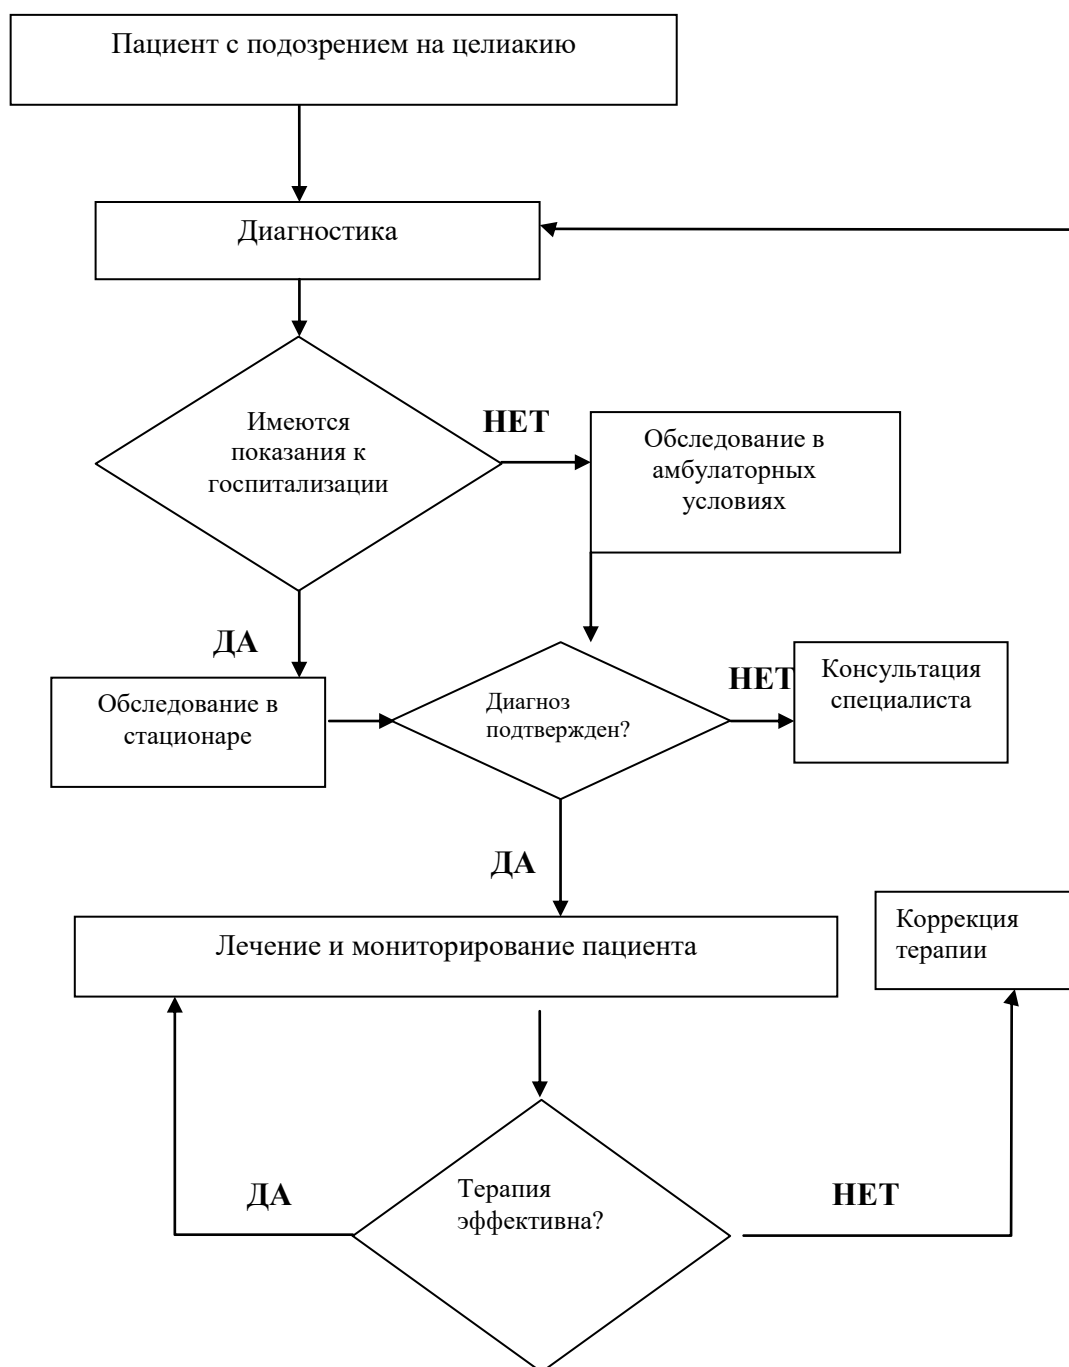 Пациент с подозрением на целиакию
Диагностика
Имеются
показания к
госпитализации
НЕТ
Обследование в
амбулаторных
условиях
ДА
Обследование в
стационаре
Диагноз
подтвержден?
НЕТ
Консультация
специалиста
ДА
Лечение и мониторирование пациента
Коррекция
терапии
ДА
Терапия
эффективна?
НЕТ